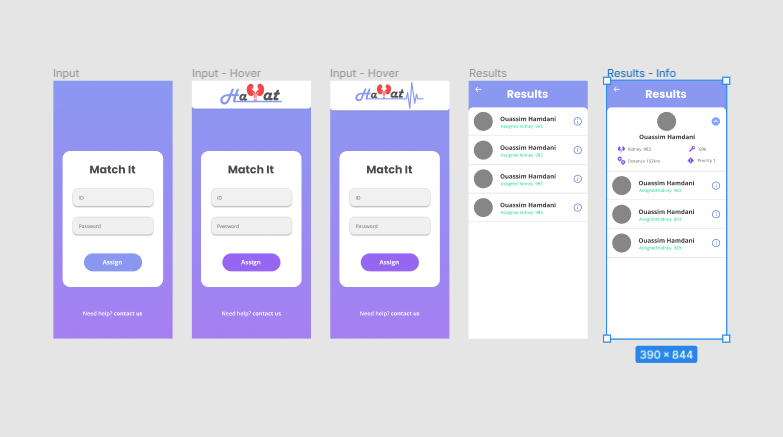 Input
Match It
ID
Password
Assign
Need help? contact us
Input - Hover
Hayat
Match It
ID
Password
Assign
Need help? contact us
Input - Hover
Hayat
Match It
ID
Password
Assign
Need help? contact us
Results
Results
Ouassim Hamdani
Assigned Kidney 983
Ouassim Hamdani
Assigned Kidney 983
Ouassim Hamdani
Assigned Kidney 983
Ouassim Hamdani
Assigned Kidney 983
Results - Info
Results
Ouassim Hamdani
Kidney 983
Distance 157Km
Priority 1
Ouassim Hamdani
Assigned Kidney 983
Ouassim Hamdani
Assigned Kidney 983
Ouassim Hamdani
Assigned Kidney 983
390 × 844